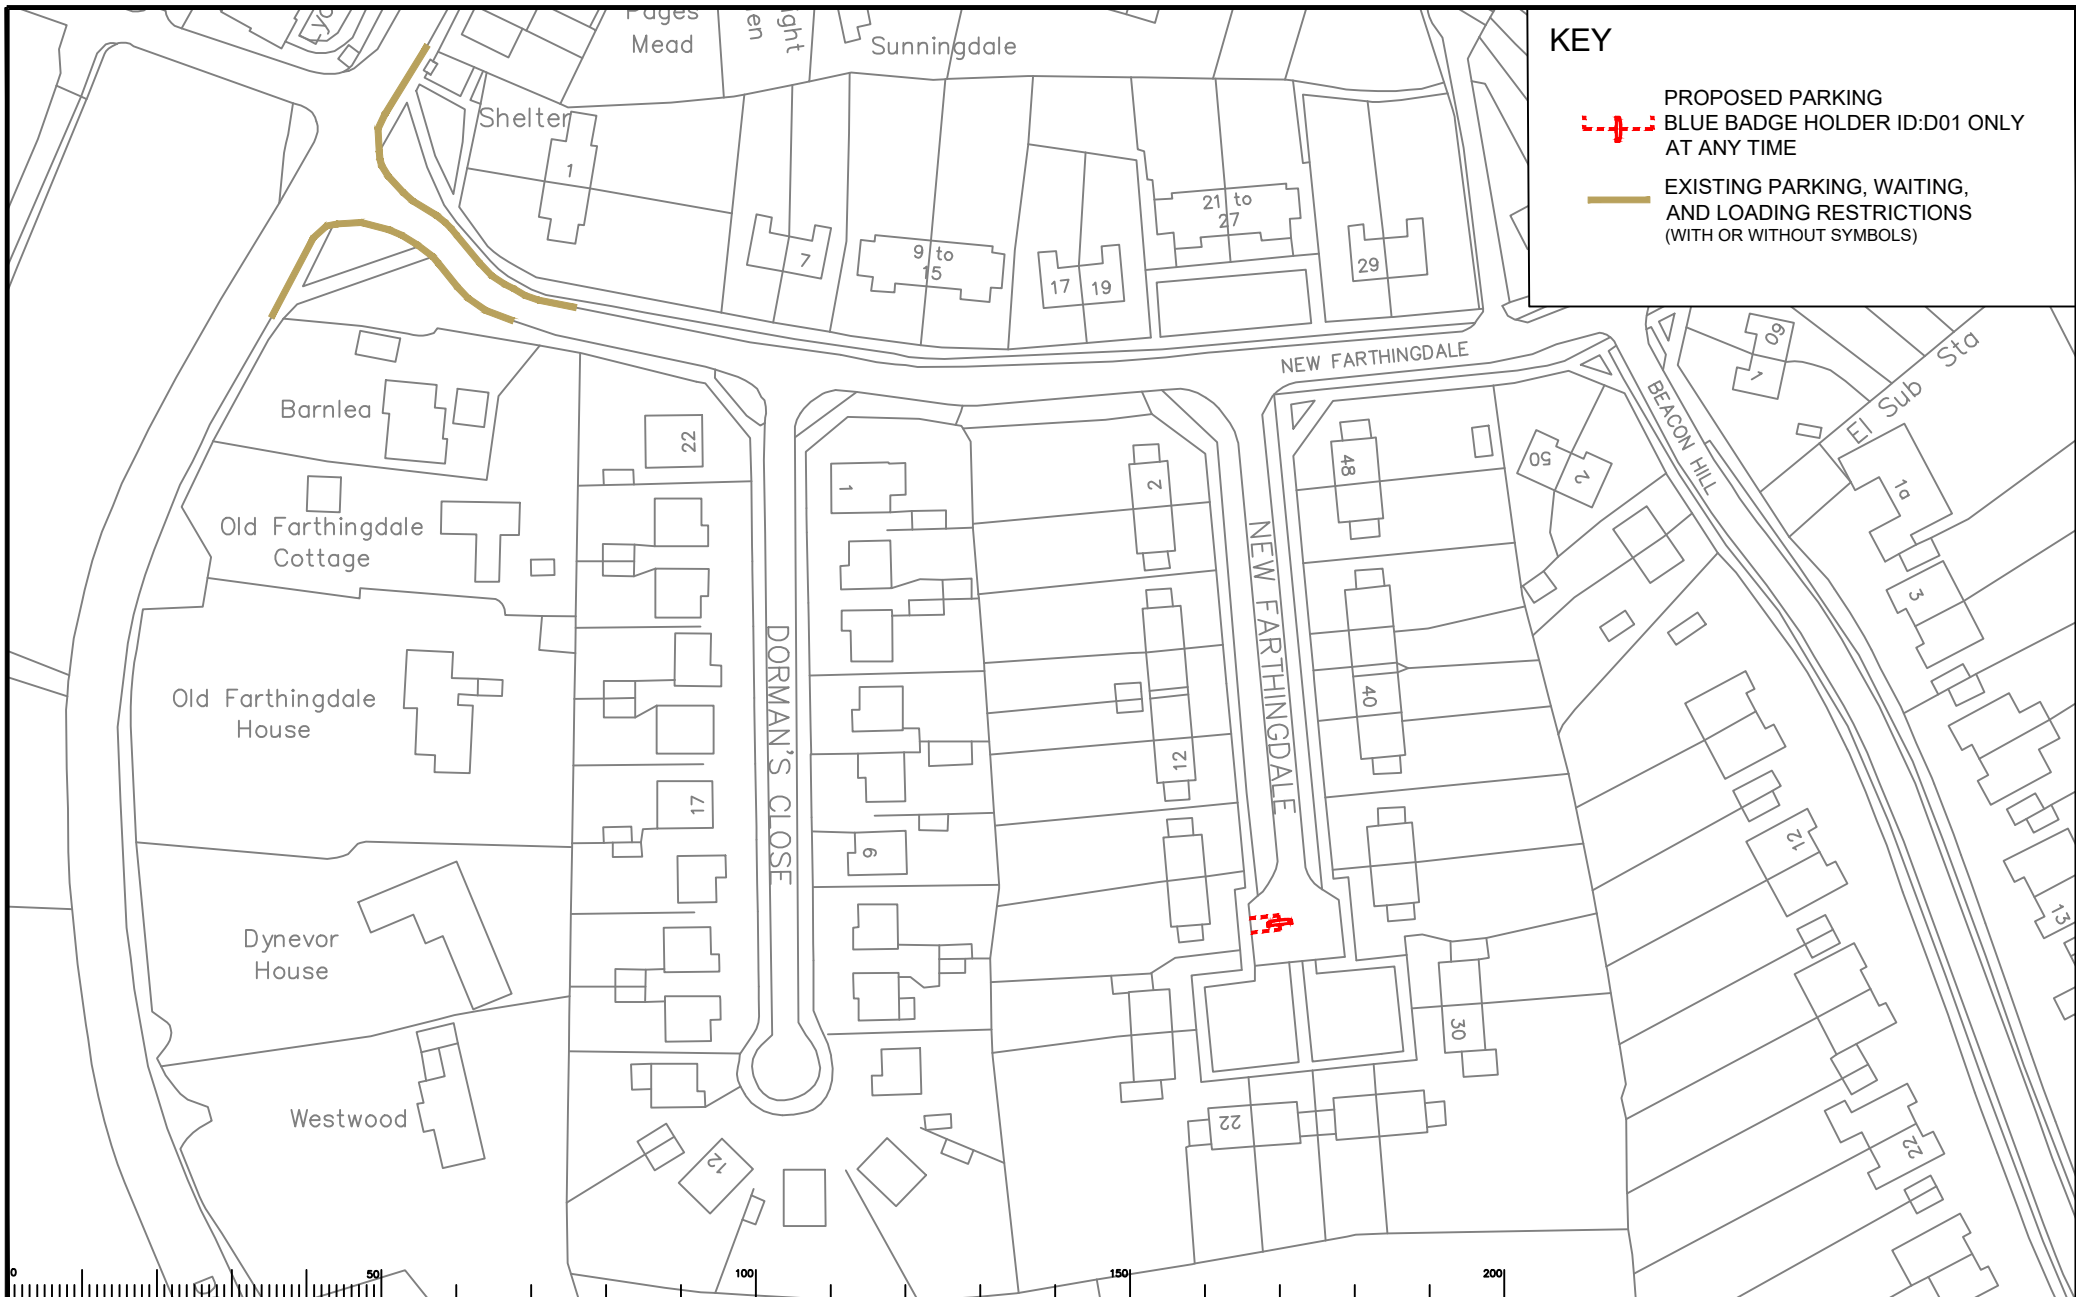 Pages
Mead
Sunningdale
Shelter
1
7
9 to
15
17
19
21 to
27
29
KEY
PROPOSED PARKING
BLUE BADGE HOLDER ID:D01 ONLY
AT ANY TIME
EXISTING PARKING, WAITING,
AND LOADING RESTRICTIONS
(WITH OR WITHOUT SYMBOLS)
NEW FARTHINGDALE
BEACON HILL
El Sub Sta
60
1
1a
3
50
2
Barnlea
22
1
2
48
Old Farthingdale
Cottage
DORMAN'S CLOSE
NEW FARTHINGDALE
Old Farthingdale
House
40
12
17
6
12
13
Dynevor
House
30
Westwood
22
12
22
0
50
100
150
200